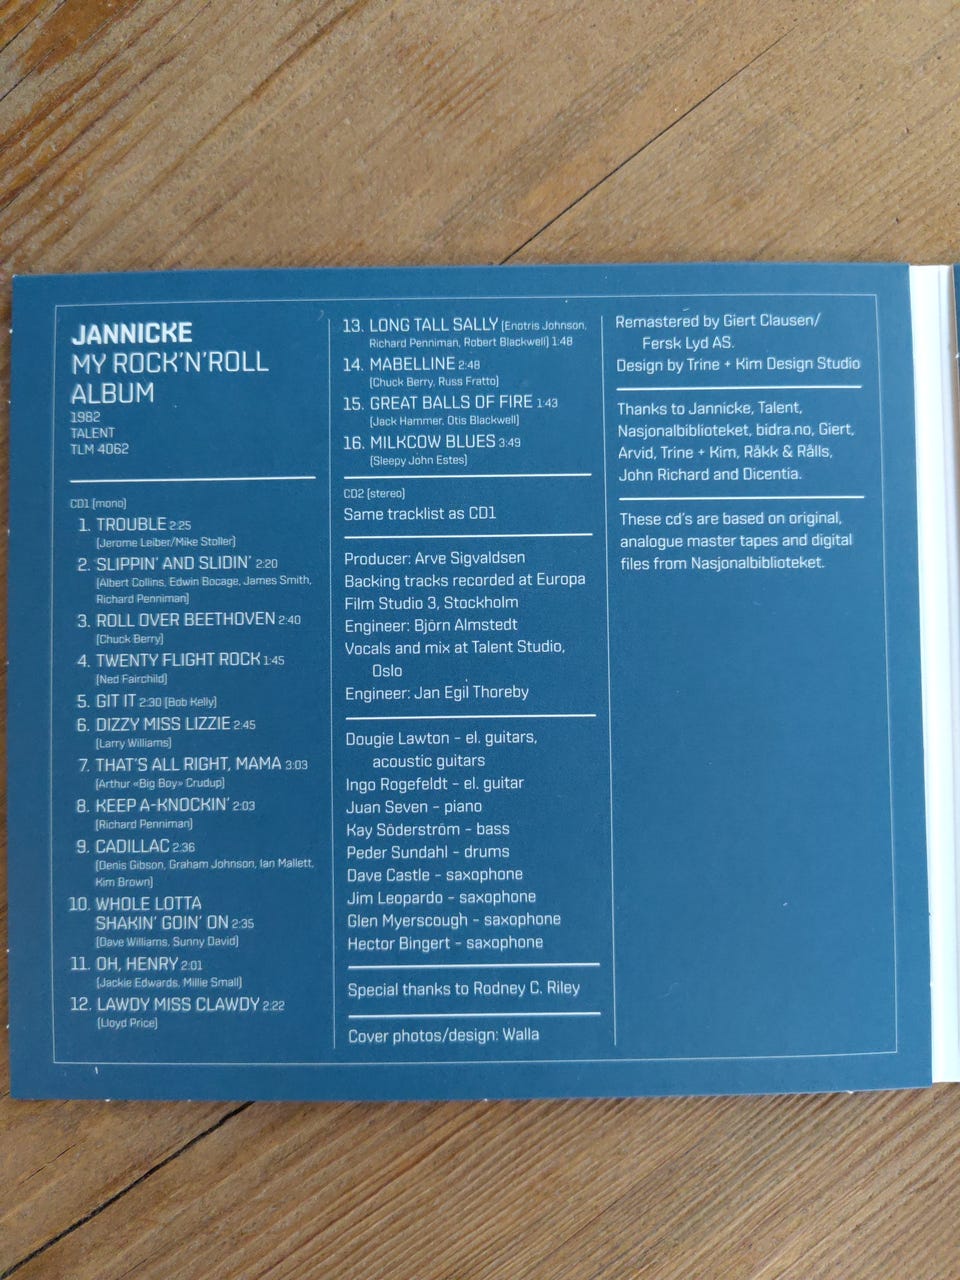 JANNICKE
MY ROCK'N'ROLL
ALBUM
1982
TALENT
TLM 4062
CD1 (mono)
1. TROUBLE 2:25
(Jerome Leiber/Mike Stoller)
2. SLIPPIN' AND SLIDIN' 2:20
(Albert Collins, Edwin Bocage, James Smith,
Richard Penniman)
3. ROLL OVER BEETHOVEN 2:40
(Chuck Berry)
4. TWENTY FLIGHT ROCK 1:45
(Ned Fairchild)
5. GIT IT 2:30 (Bob Kelly)
6. DIZZY MISS LIZZIE 2:45
(Larry Williams)
7. THAT'S ALL RIGHT, MAMA 3:03
(Arthur «Big Boy» Crudup)
8. KEEP A-KNOCKIN' 2:03
(Richard Penniman)
9. CADILLAC 2:36
(Denis Gibson, Graham Johnson, Ian Mallett,
Kim Brown)
10. WHOLE LOTTA
SHAKIN' GOIN' ON 2:35
(Dave Williams, Sunny David)
11. OH, HENRY 2:01
(Jackie Edwards, Millie Small)
12. LAWDY MISS CLAWDY 2:22
(Lloyd Price)
13. LONG TALL SALLY (Enotris Johnson,
Richard Penniman, Robert Blackwell) 1:48
14. MABELLINE 2:48
(Chuck Berry, Russ Fratto)
15. GREAT BALLS OF FIRE 1:43
(Jack Hammer, Otis Blackwell)
16. MILKCOW BLUES 3:49
(Sleepy John Estes)
CD2 (stereo)
Same tracklist as CD1
Producer: Arve Sigvaldsen
Backing tracks recorded at Europa
Film Studio 3, Stockholm
Engineer: Björn Almstedt
Vocals and mix at Talent Studio,
Oslo
Engineer: Jan Egil Thoreby
Dougie Lawton - el. guitars,
acoustic guitars
Ingo Rogefeldt - el. guitar
Juan Seven - piano
Kay Söderström - bass
Peder Sundahl - drums
Dave Castle - saxophone
Jim Leopardo - saxophone
Glen Myerscough - saxophone
Hector Bingert - saxophone
Special thanks to Rodney C. Riley
Cover photos/design: Walla
Remastered by Giert Clausen/
Fersk Lyd AS.
Design by Trine + Kim Design Studio
Thanks to Jannicke, Talent,
Nasjonalbiblioteket, bidra.no, Giert,
Arvid, Trine + Kim, Råkk & Rålls,
John Richard and Dicentia.
These cd's are based on original,
analogue master tapes and digital
files from Nasjonalbiblioteket.